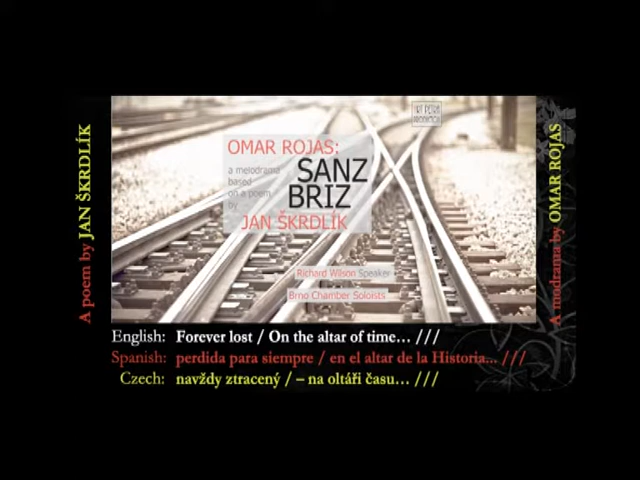 A poem by JAN ŠKRDLÍK
OMAR ROJAS:
a melodrama
based
on a poem
by
SANZ
BRIZ
JAN ŠKRDLÍK
Richard Wilson Speaker
Brno Chamber Soloists
A modrama by OMAR ROJAS
English: Forever lost / On the altar of time... ///
Spanish: perdida para siempre / en el altar de la Historia... ///
Czech: navždy ztracený / – na oltáři času... ///